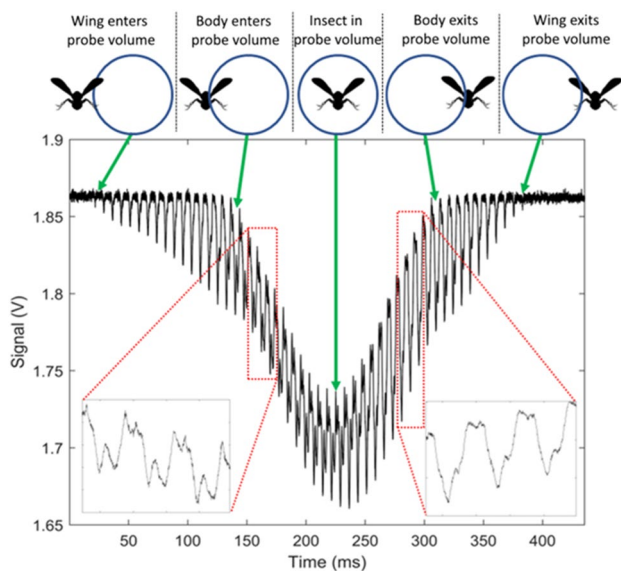 Wing enters
probe volume
Body enters
probe volume
Insect in
probe volume
Body exits
probe volume
Wing exits
probe volume
1.9
1.85
1.8
1.75
1.7
1.65
Signal (V)
50
100
150
200
250
300
350
400
Time (ms)